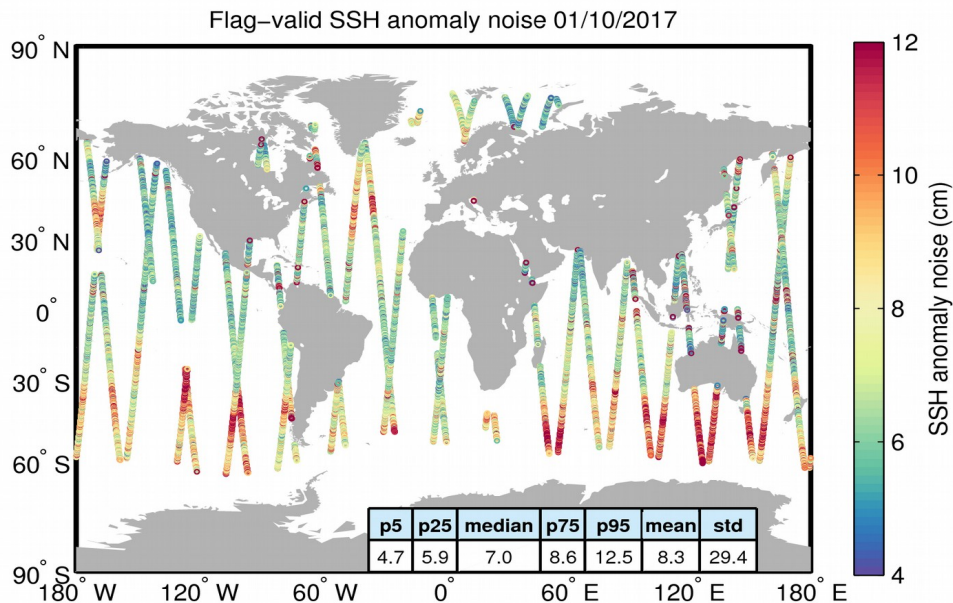 Flag−valid SSH anomaly noise 01/10/2017
90° N
60° N
30° N
0°
30° S
60° S
90° S
180° W
120° W
60° W
0°
60° E
120° E
180° E
p5 p25 median p75 p95 mean std
4.7 5.9 7.0 8.6 12.5 8.3 29.4
12
10
8
6
4
SSH anomaly noise (cm)